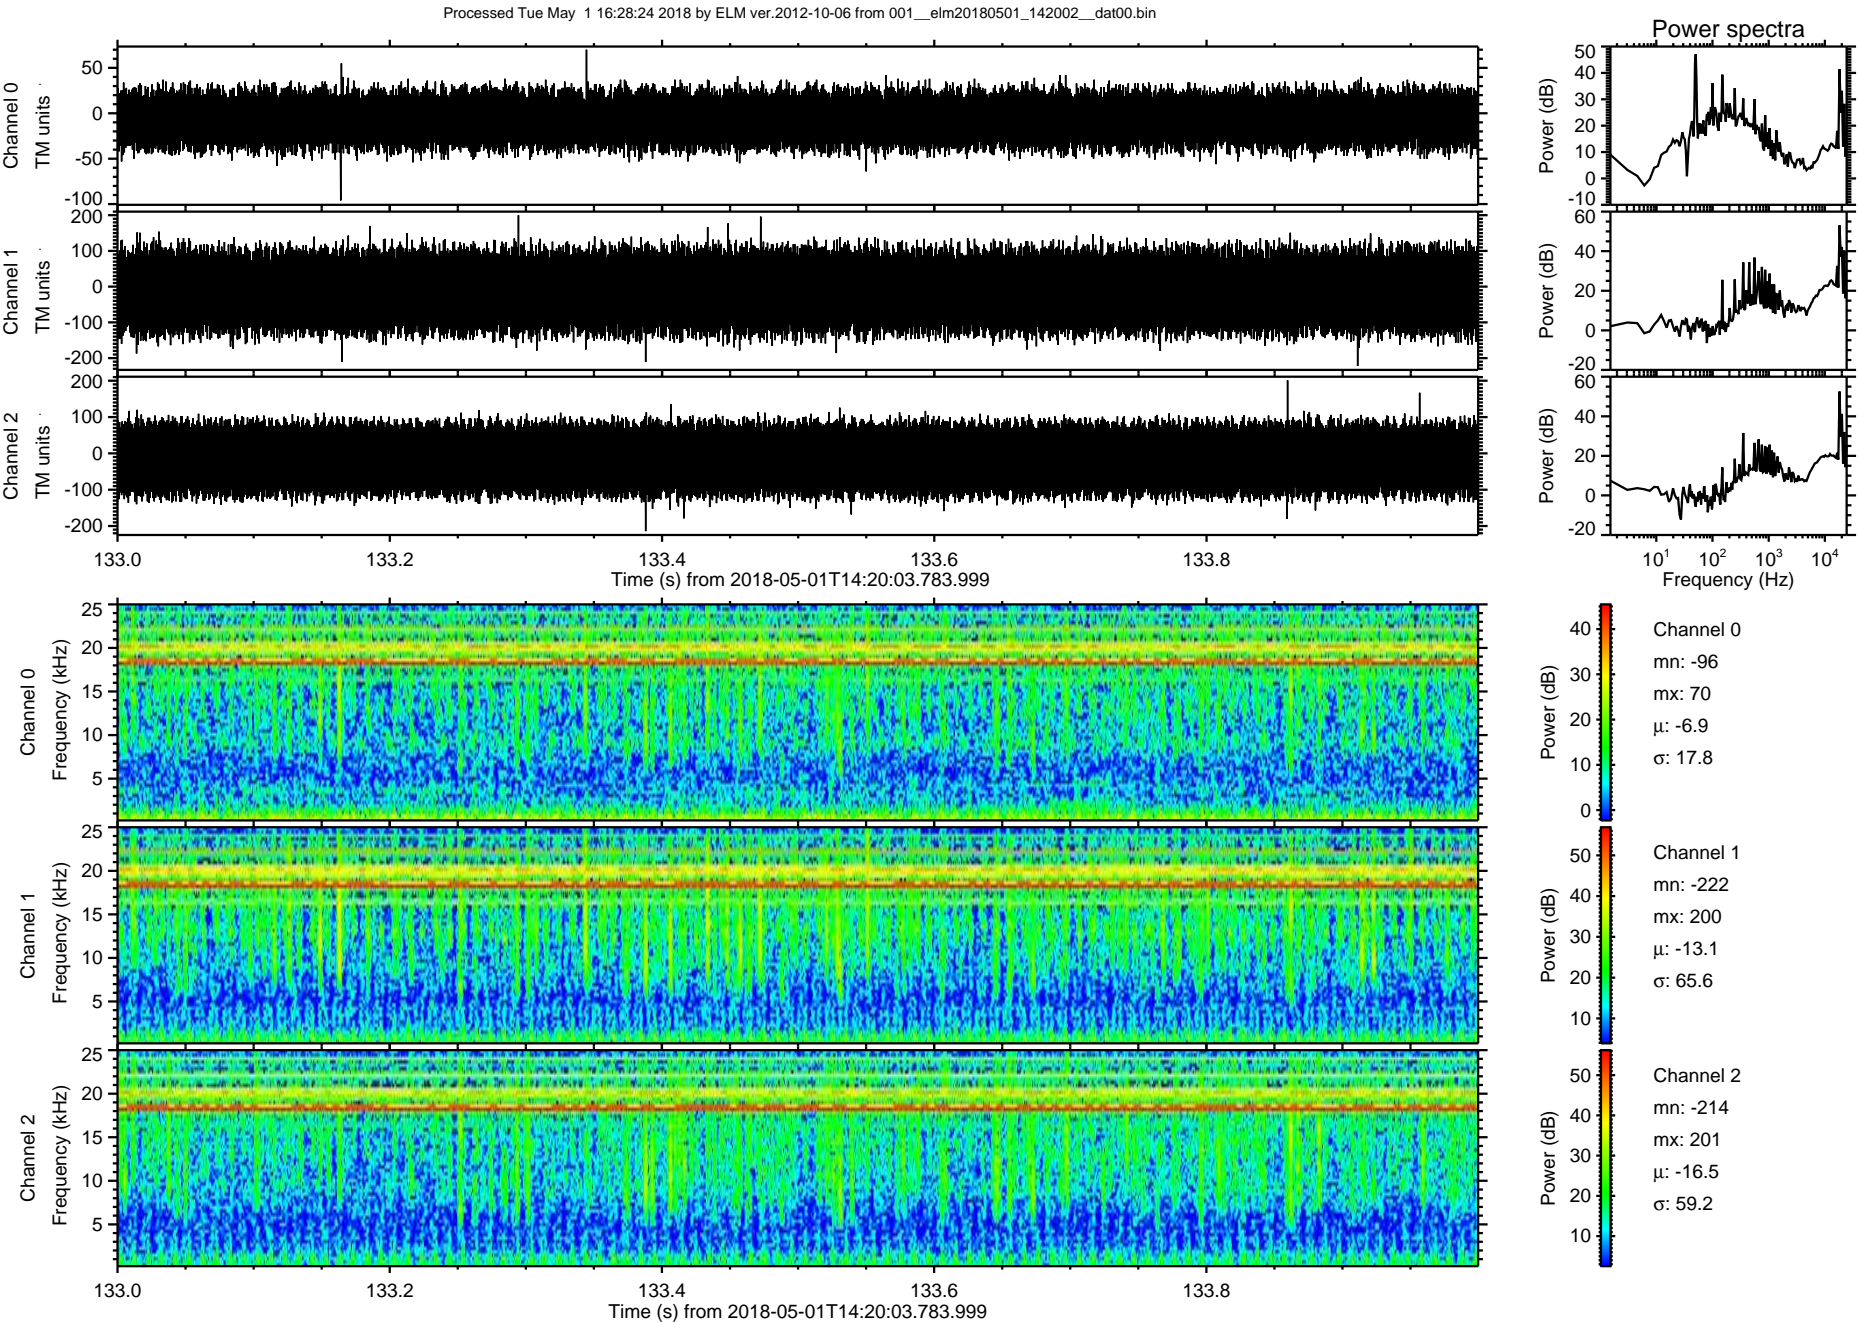 Processed Tue May  1 16:28:24 2018 by ELM ver.2012-10-06 from 001__elm20180501_142002__dat00.bin
Power spectra
Channel 0
TM units
50
0
-50
-100
Power (dB)
50
40
30
20
10
0
-10
Channel 1
TM units
200
100
0
-100
-200
Power (dB)
60
40
20
0
-20
Channel 2
TM units
200
100
0
-100
-200
Power (dB)
60
40
20
0
-20
133.0 133.2 133.4 133.6 133.8
Time (s) from 2018-05-01T14:20:03.783.999
10¹ 10² 10³ 10⁴
Frequency (Hz)
Channel 0
Frequency (kHz)
25
20
15
10
5
Power (dB)
40
30
20
10
0
Channel 0
mn: -96
mx: 70
μ: -6.9
σ: 17.8
Channel 1
Frequency (kHz)
25
20
15
10
5
Power (dB)
50
40
30
20
10
Channel 1
mn: -222
mx: 200
μ: -13.1
σ: 65.6
Channel 2
Frequency (kHz)
25
20
15
10
5
Power (dB)
50
40
30
20
10
Channel 2
mn: -214
mx: 201
μ: -16.5
σ: 59.2
133.0 133.2 133.4 133.6 133.8
Time (s) from 2018-05-01T14:20:03.783.999